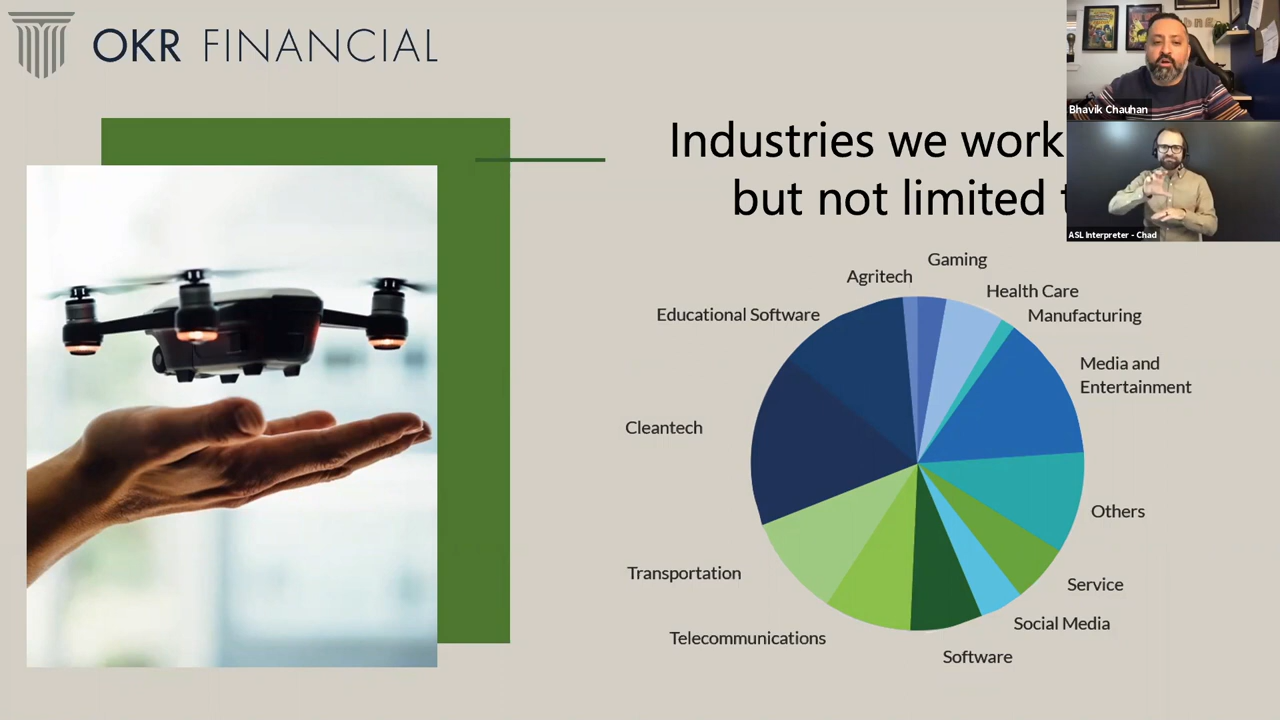 OKR FINANCIAL
Bhavik Chauhan
ASL Interpreter - Chad
Industries we work
but not limited
Gaming
Agritech
Health Care
Manufacturing
Educational Software
Media and
Entertainment
Cleantech
Others
Transportation
Service
Social Media
Telecommunications
Software